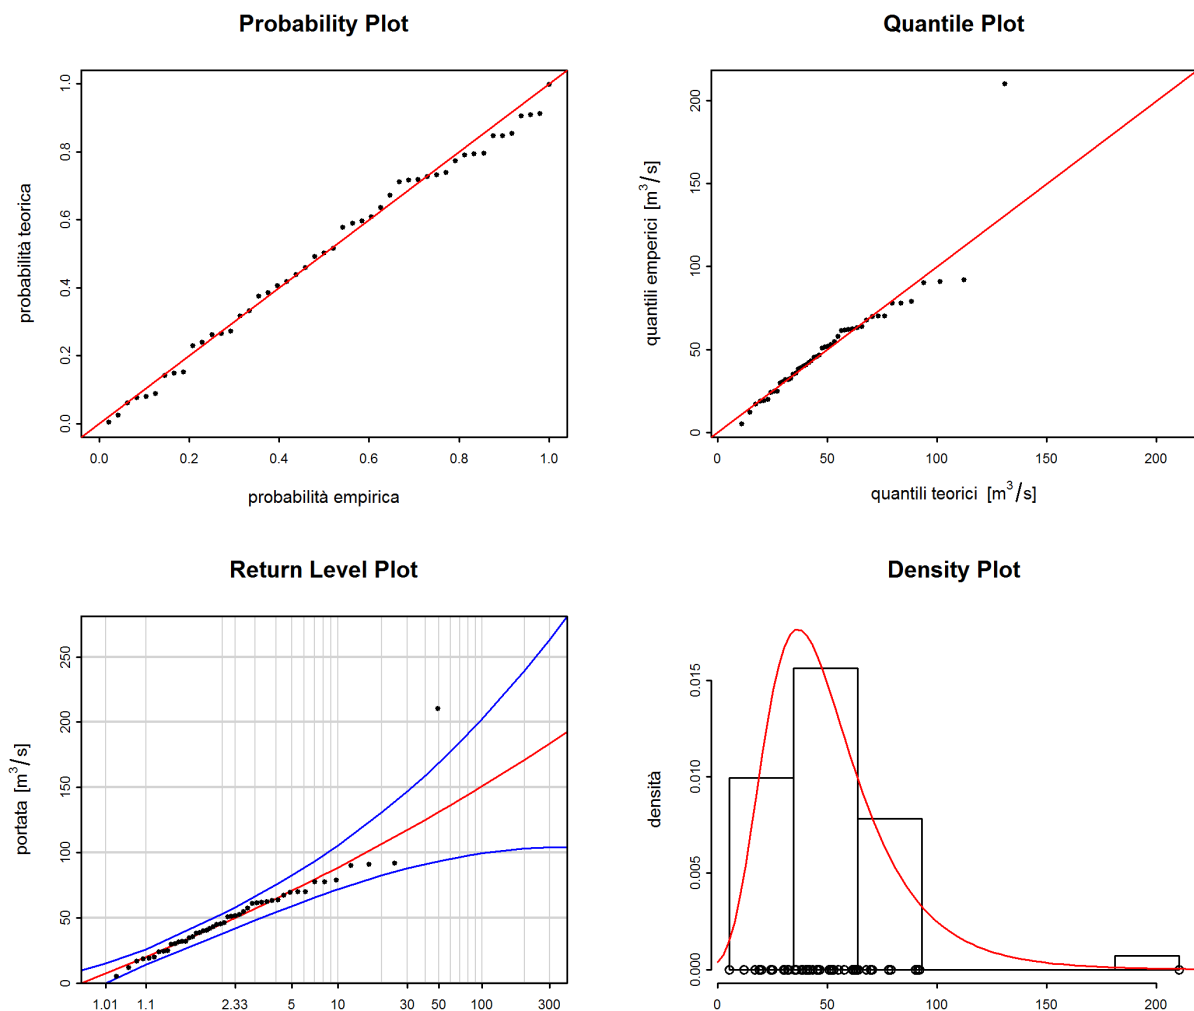 Probability Plot
probabilità teorica
1.0
0.8
0.6
0.4
0.2
0.0
0.0 0.2 0.4 0.6 0.8 1.0
probabilità empirica
Quantile Plot
quantili emperici [m³/s]
200
150
100
50
0
0 50 100 150 200
quantili teorici [m³/s]
Return Level Plot
portata [m³/s]
250
200
150
100
50
0
1.01 1.1 2.33 5 10 30 50 100 300
Density Plot
densità
0.015
0.010
0.005
0.000
0 50 100 150 200